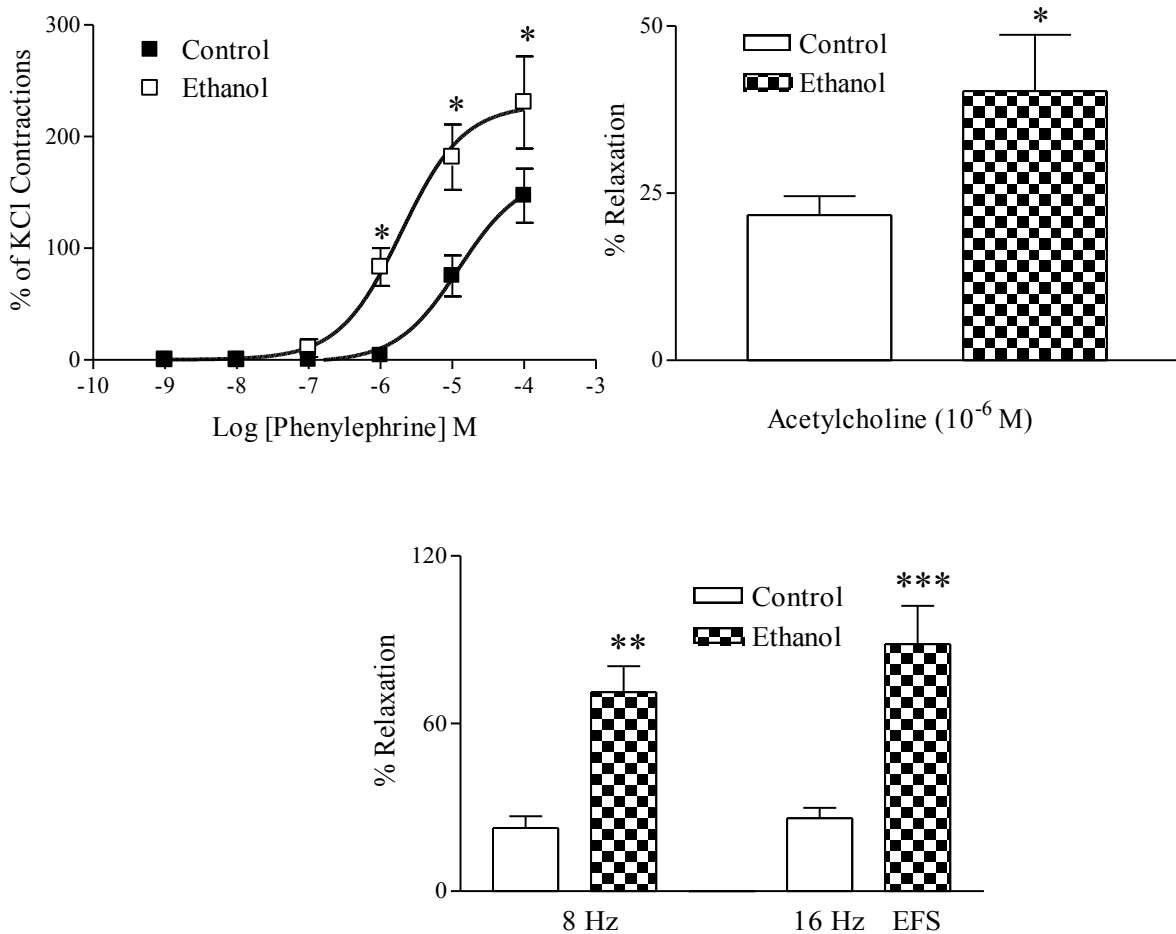 300
200
100
0
% of KCl Contractions
Control
Ethanol
*
*
*
-10 -9 -8 -7 -6 -5 -4 -3
Log [Phenylephrine] M
50
25
0
% Relaxation
Control
Ethanol
*
Acetylcholine (10⁻⁶ M)
120
60
0
% Relaxation
Control
Ethanol
**
***
8 Hz 16 Hz EFS